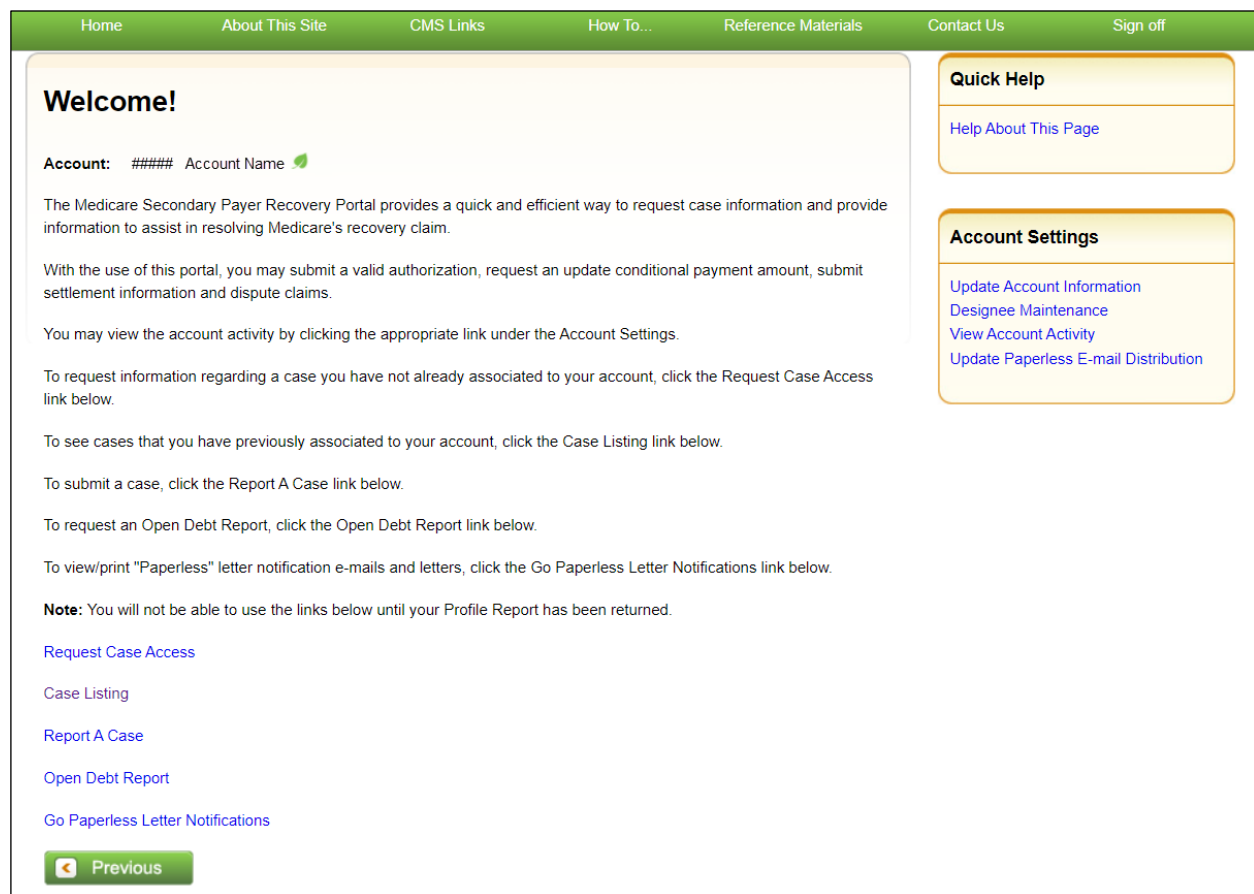 Home About This Site CMS Links How To... Reference Materials Contact Us Sign off
Welcome!
Account: ##### Account Name
The Medicare Secondary Payer Recovery Portal provides a quick and efficient way to request case information and provide
information to assist in resolving Medicare's recovery claim.
With the use of this portal, you may submit a valid authorization, request an update conditional payment amount, submit
settlement information and dispute claims.
You may view the account activity by clicking the appropriate link under the Account Settings.
To request information regarding a case you have not already associated to your account, click the Request Case Access
link below.
To see cases that you have previously associated to your account, click the Case Listing link below.
To submit a case, click the Report A Case link below.
To request an Open Debt Report, click the Open Debt Report link below.
To view/print "Paperless" letter notification e-mails and letters, click the Go Paperless Letter Notifications link below.
Note: You will not be able to use the links below until your Profile Report has been returned.
Request Case Access
Case Listing
Report A Case
Open Debt Report
Go Paperless Letter Notifications
Previous
Quick Help
Help About This Page
Account Settings
Update Account Information
Designee Maintenance
View Account Activity
Update Paperless E-mail Distribution